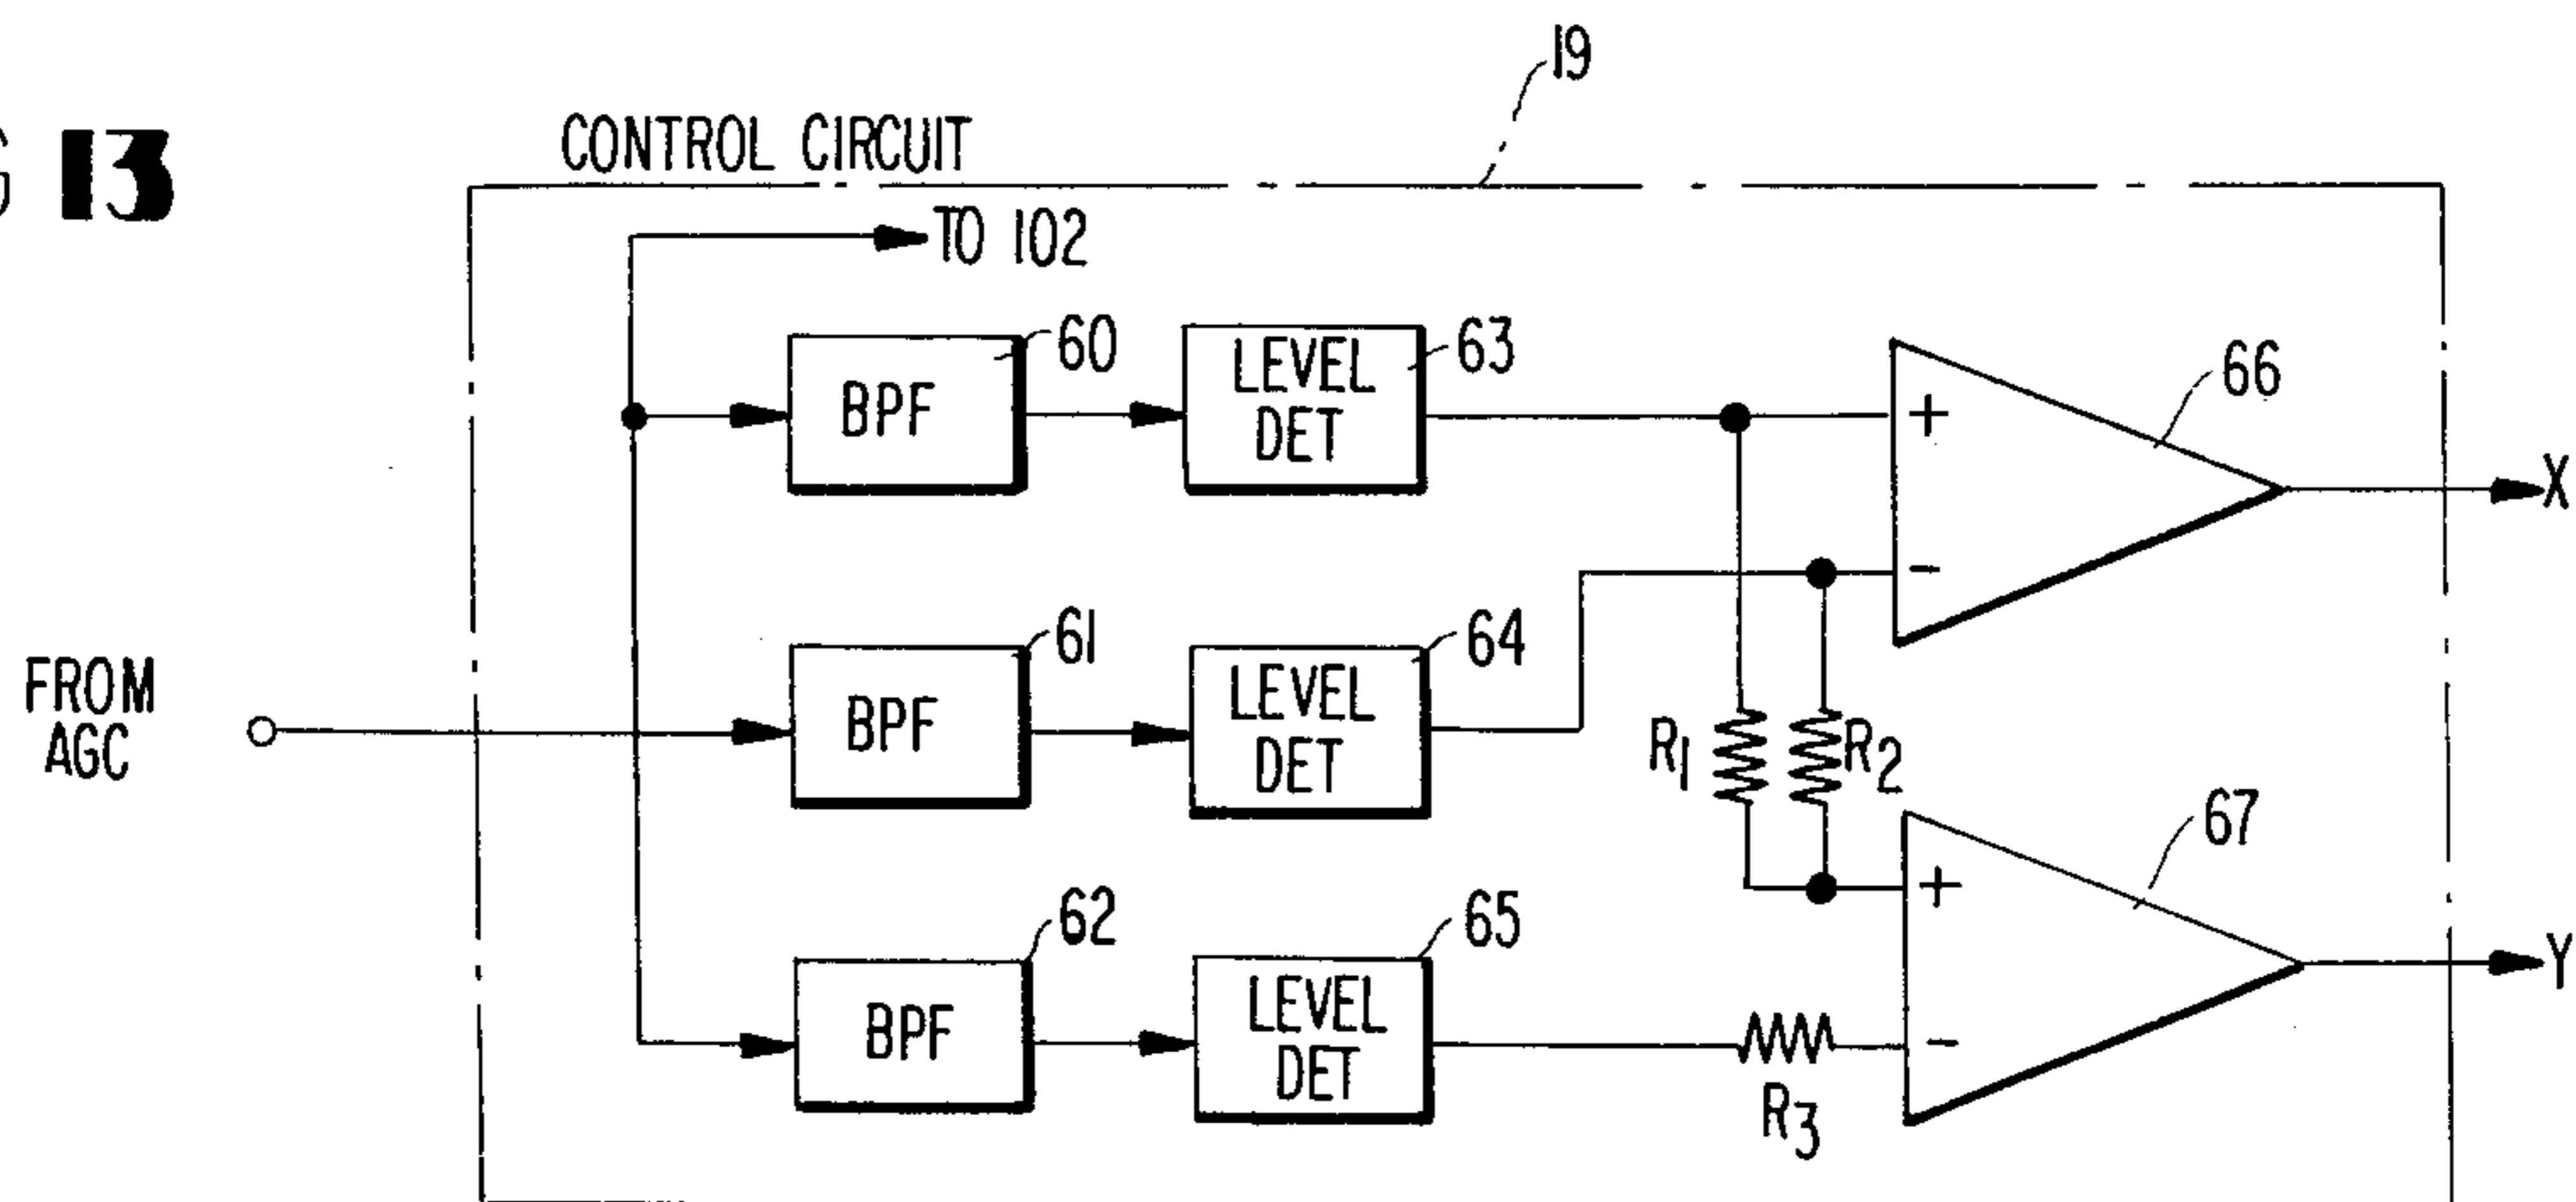 G 13
19
CONTROL CIRCUIT
TO 102
60
BPF
63
LEVEL
DET
+
66
X
-
61
BPF
64
LEVEL
DET
FROM
AGC
R1
R2
67
+
62
BPF
65
LEVEL
DET
Y
-
R3